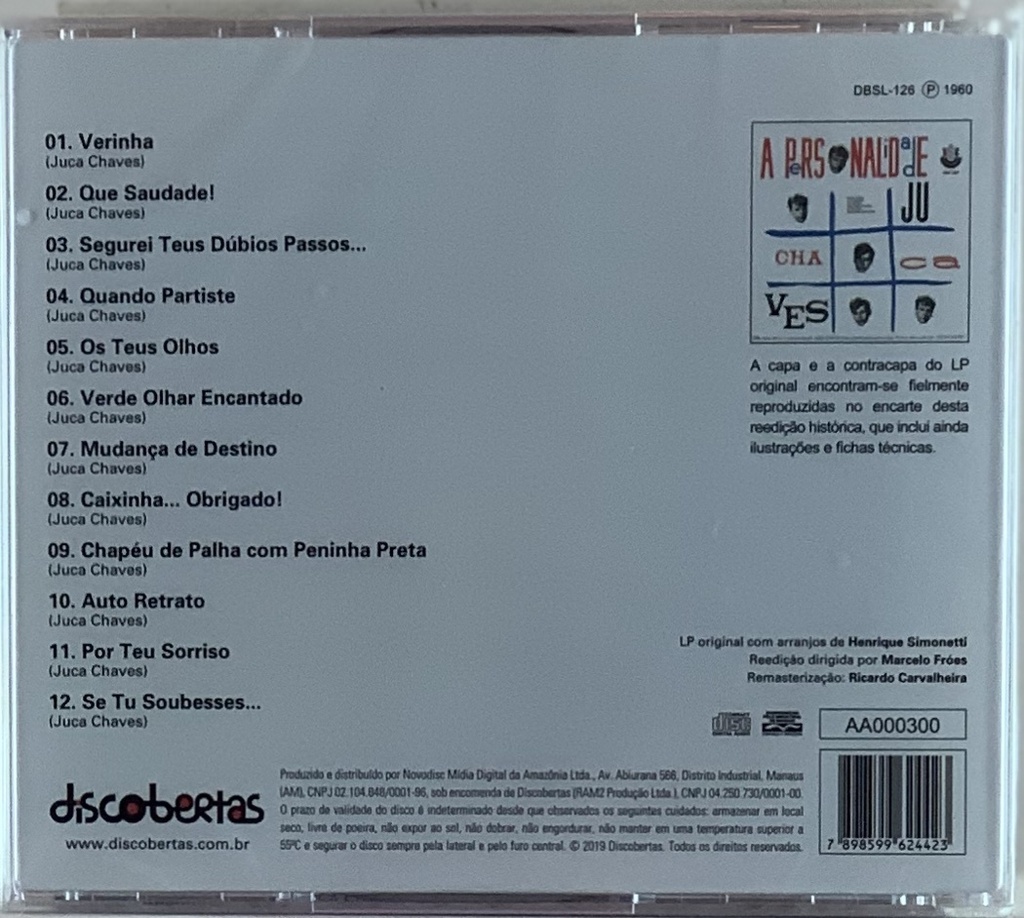 DBSL-126 Ⓟ 1960
01. Verinha
(Juca Chaves)
02. Que Saudade!
(Juca Chaves)
03. Segurei Teus Dúbios Passos...
(Juca Chaves)
04. Quando Partiste
(Juca Chaves)
05. Os Teus Olhos
(Juca Chaves)
06. Verde Olhar Encantado
(Juca Chaves)
07. Mudança de Destino
(Juca Chaves)
08. Caixinha... Obrigado!
(Juca Chaves)
09. Chapéu de Palha com Peninha Preta
(Juca Chaves)
10. Auto Retrato
(Juca Chaves)
11. Por Teu Sorriso
(Juca Chaves)
12. Se Tu Soubesses...
(Juca Chaves)
A PERSONALIDADE
JU
CHA ca
VES
A capa e a contracapa do LP
original encontram-se fielmente
reproduzidas no encarte desta
reedição histórica, que inclui ainda
ilustrações e fichas técnicas.
LP original com arranjos de Henrique Simonetti
Reedição dirigida por Marcelo Fróes
Remasterização: Ricardo Carvalheira
disc
AA000300
discobertas
www.discobertas.com.br
Produzido e distribuído por Novodisc Mídia Digital da Amazônia Ltda., Av. Abiurana 566, Distrito Industrial, Manaus
(AM), CNPJ 02.104.848/0001-96, sob encomenda de Discobertas (RAM2 Produção Ltda.), CNPJ 04.250.730/0001-00.
O prazo de validade do disco é indeterminado desde que observados os seguintes cuidados: armazenar em local
seco, livre de poeira, não expor ao sol, não dobrar, não engordurar, não manter em uma temperatura superior a
55ºC e segurar o disco sempre pela lateral e pelo furo central. © 2019 Discobertas. Todos os direitos reservados.
7 898599 624423